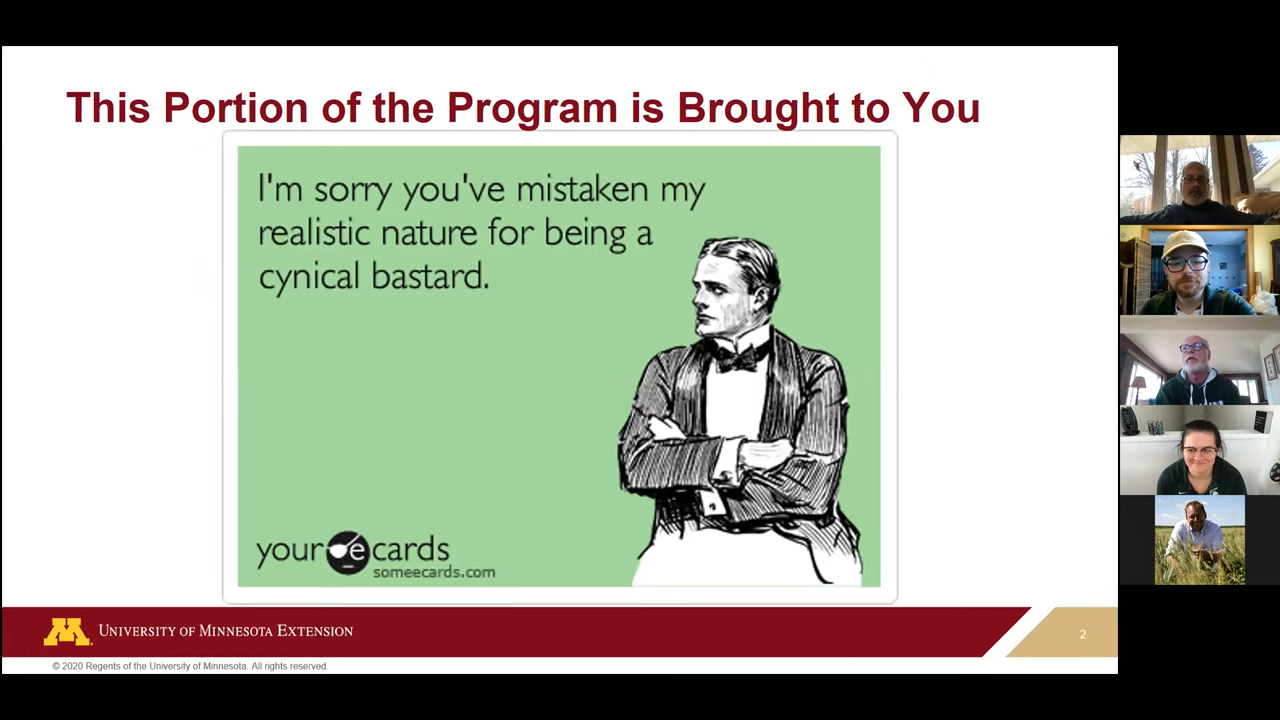 This Portion of the Program is Brought to You
I'm sorry you've mistaken my
realistic nature for being a
cynical bastard.
your e cards
someecards.com
M
UNIVERSITY OF MINNESOTA EXTENSION
2
© 2020 Regents of the University of Minnesota. All rights reserved.